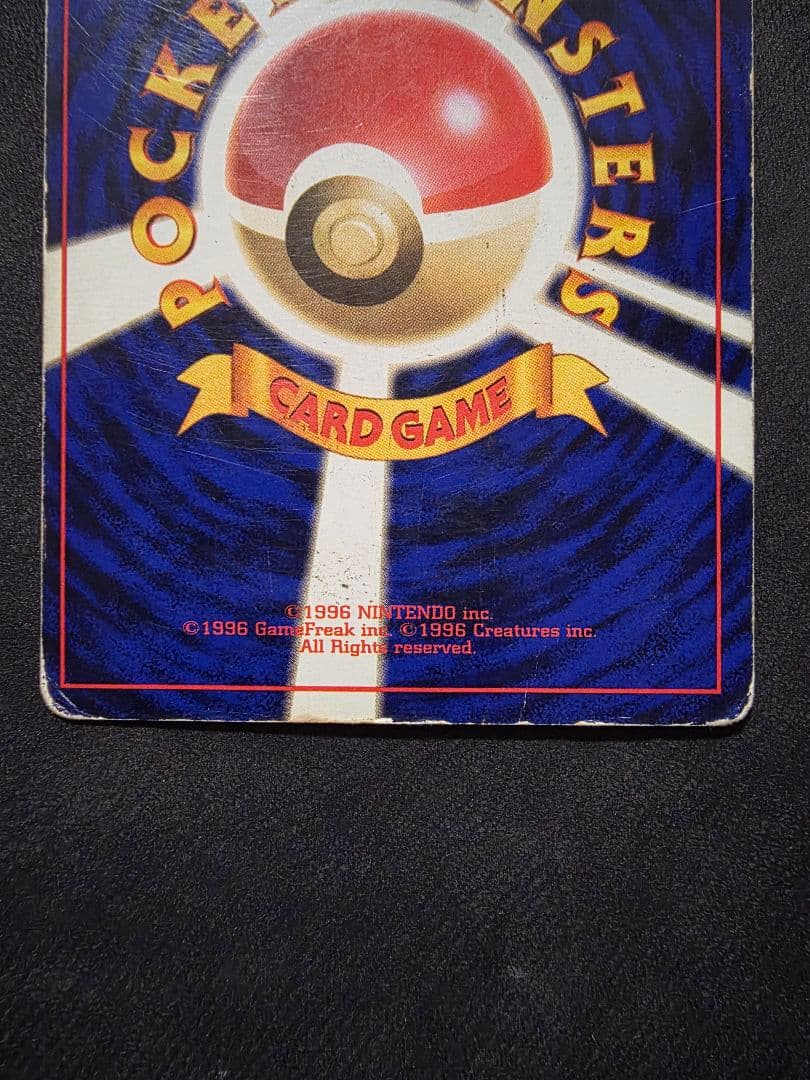 POCKE NSTERS
CARD GAME
©1996 NINTENDO inc.
©1996 GameFreak inc. ©1996 Creatures inc.
All Rights reserved.